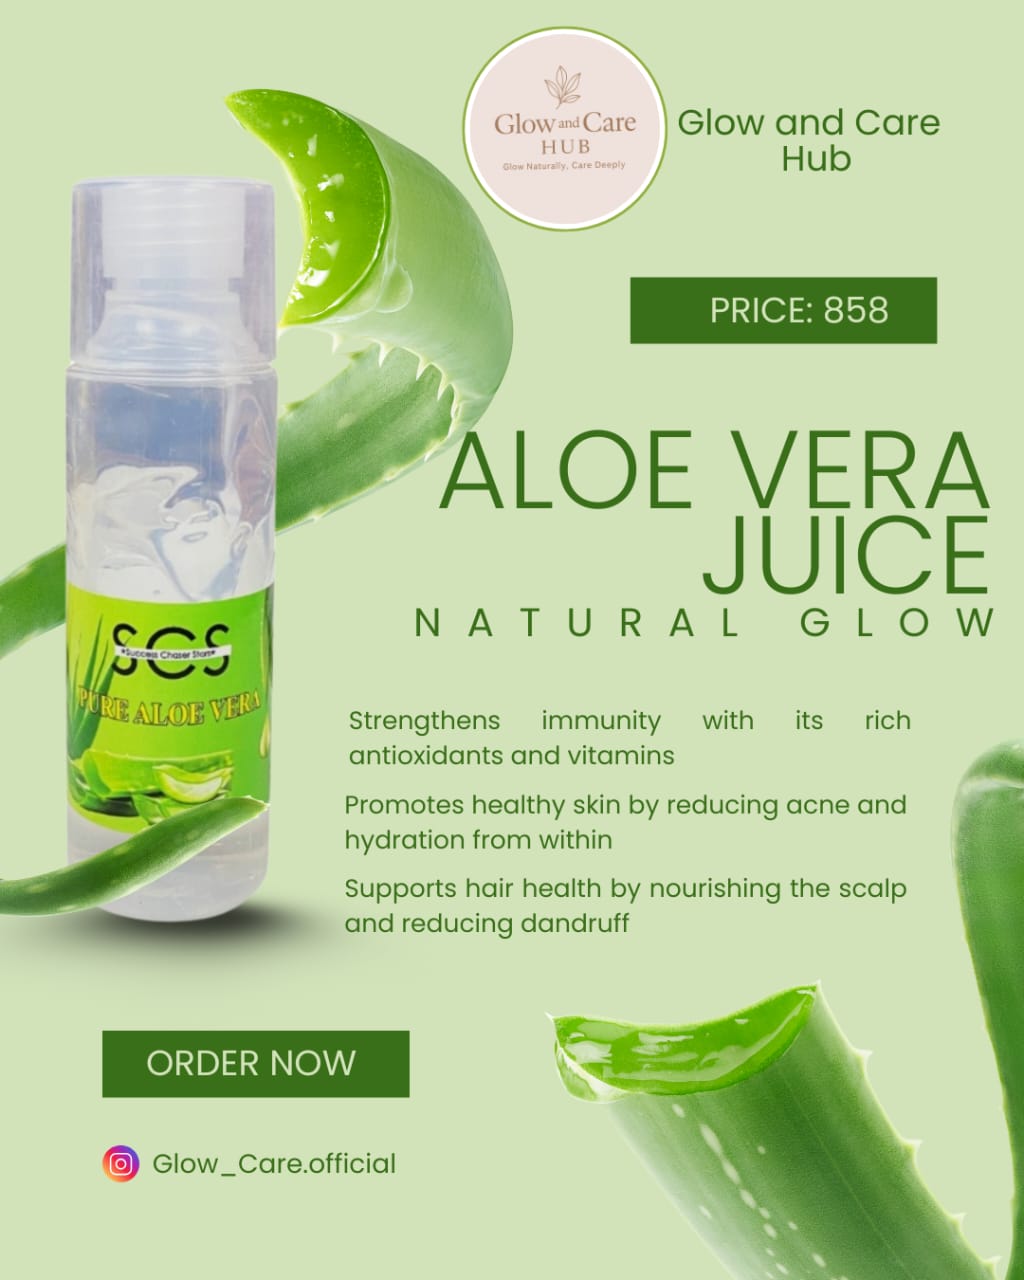 Glow and Care
HUB
Glow Naturally, Care Deeply
Glow and Care
Hub
PRICE: 858
ALOE VERA
JUICE
NATURAL GLOW
SCS
*Success Chaser Store*
PURE ALOE VERA
Strengthens immunity with its rich
antioxidants and vitamins
Promotes healthy skin by reducing acne and
hydration from within
Supports hair health by nourishing the scalp
and reducing dandruff
ORDER NOW
Glow_Care.official